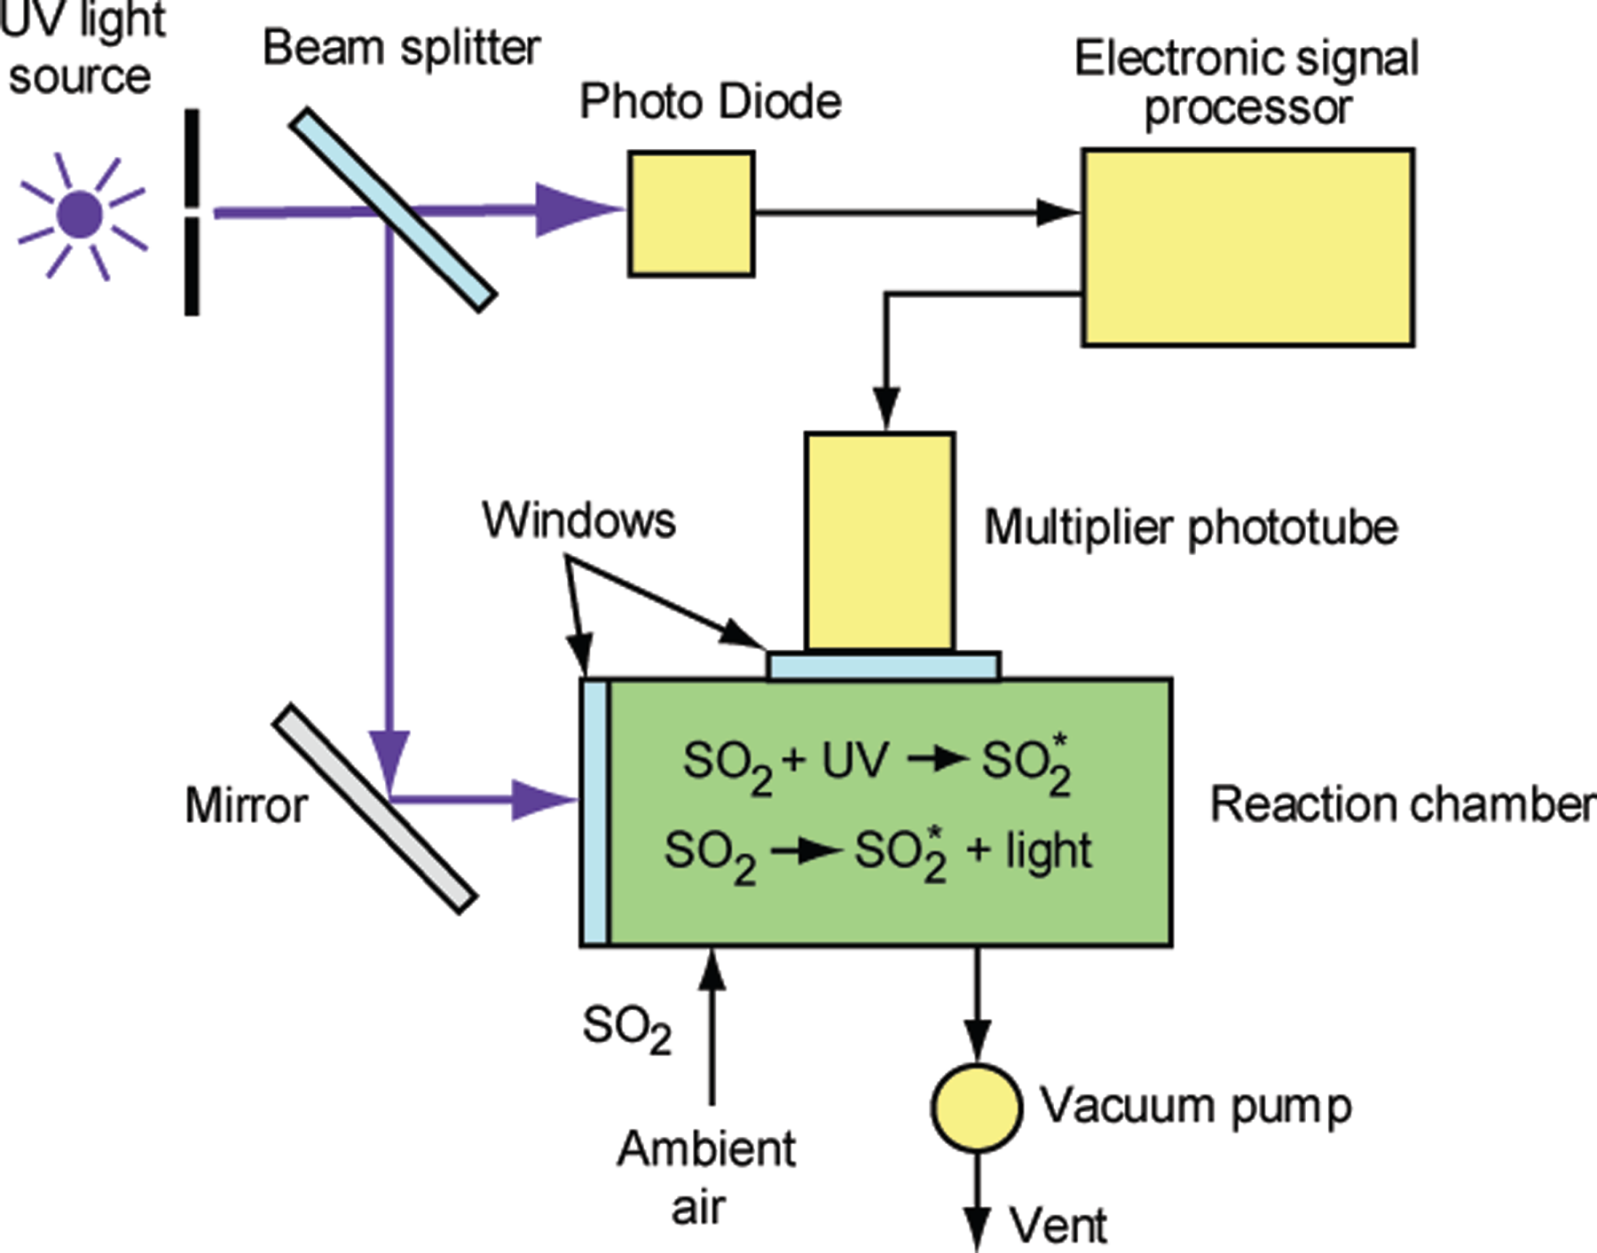 UV light
source
Beam splitter
Photo Diode
Electronic signal
processor
Windows
Multiplier phototube
SO₂ + UV → SO₂*
Mirror
Reaction chamber
SO₂ → SO₂* + light
SO₂
Vacuum pump
Ambient
air
Vent